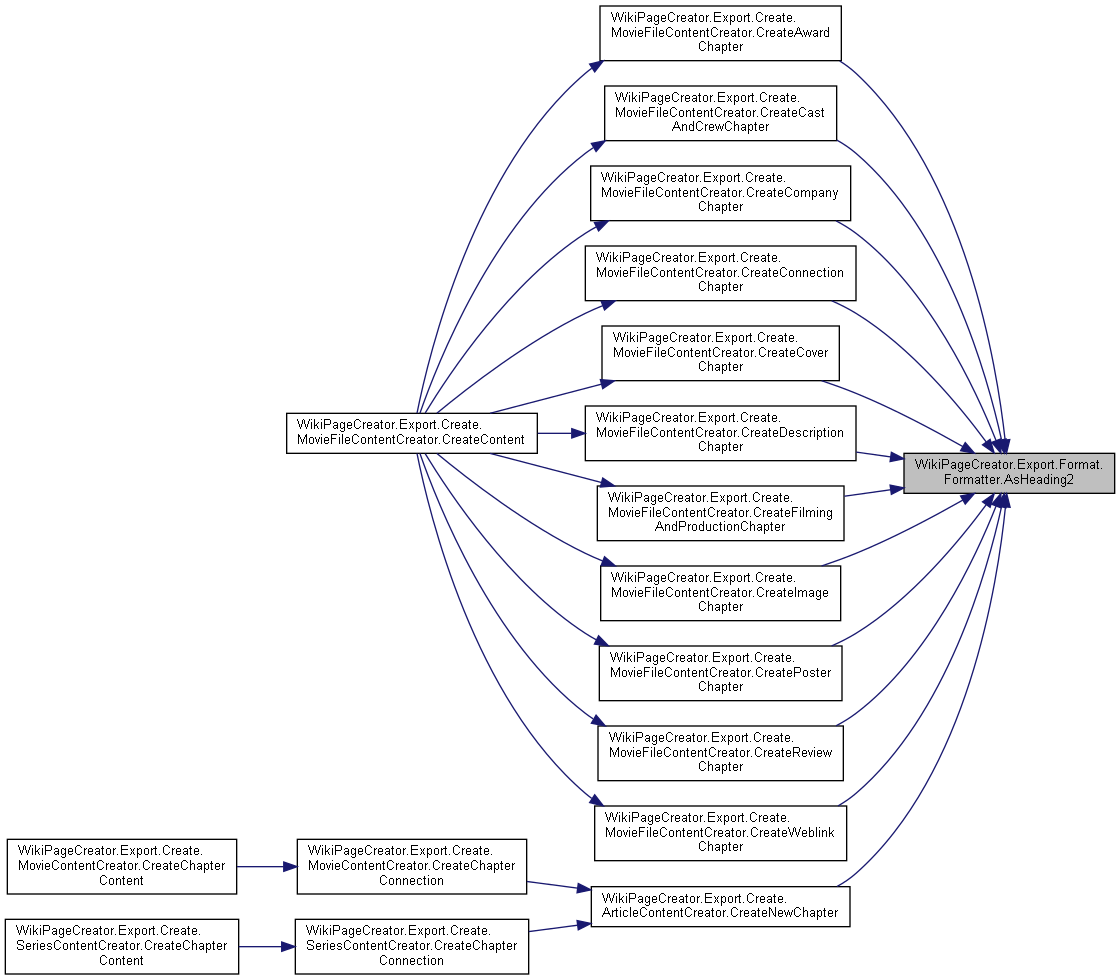 WikiPageCreator.Export.Create.
MovieFileContentCreator.CreateAward
Chapter
WikiPageCreator.Export.Create.
MovieFileContentCreator.CreateCast
AndCrewChapter
WikiPageCreator.Export.Create.
MovieFileContentCreator.CreateCompany
Chapter
WikiPageCreator.Export.Create.
MovieFileContentCreator.CreateConnection
Chapter
WikiPageCreator.Export.Create.
MovieFileContentCreator.CreateCover
Chapter
WikiPageCreator.Export.Create.
MovieFileContentCreator.CreateContent
WikiPageCreator.Export.Create.
MovieFileContentCreator.CreateDescription
Chapter
WikiPageCreator.Export.Format.
Formatter.AsHeading2
WikiPageCreator.Export.Create.
MovieFileContentCreator.CreateFilming
AndProductionChapter
WikiPageCreator.Export.Create.
MovieFileContentCreator.CreateImage
Chapter
WikiPageCreator.Export.Create.
MovieFileContentCreator.CreatePoster
Chapter
WikiPageCreator.Export.Create.
MovieFileContentCreator.CreateReview
Chapter
WikiPageCreator.Export.Create.
MovieFileContentCreator.CreateWeblink
Chapter
WikiPageCreator.Export.Create.
MovieContentCreator.CreateChapter
Content
WikiPageCreator.Export.Create.
MovieContentCreator.CreateChapter
Connection
WikiPageCreator.Export.Create.
ArticleContentCreator.CreateNewChapter
WikiPageCreator.Export.Create.
SeriesContentCreator.CreateChapter
Content
WikiPageCreator.Export.Create.
SeriesContentCreator.CreateChapter
Connection